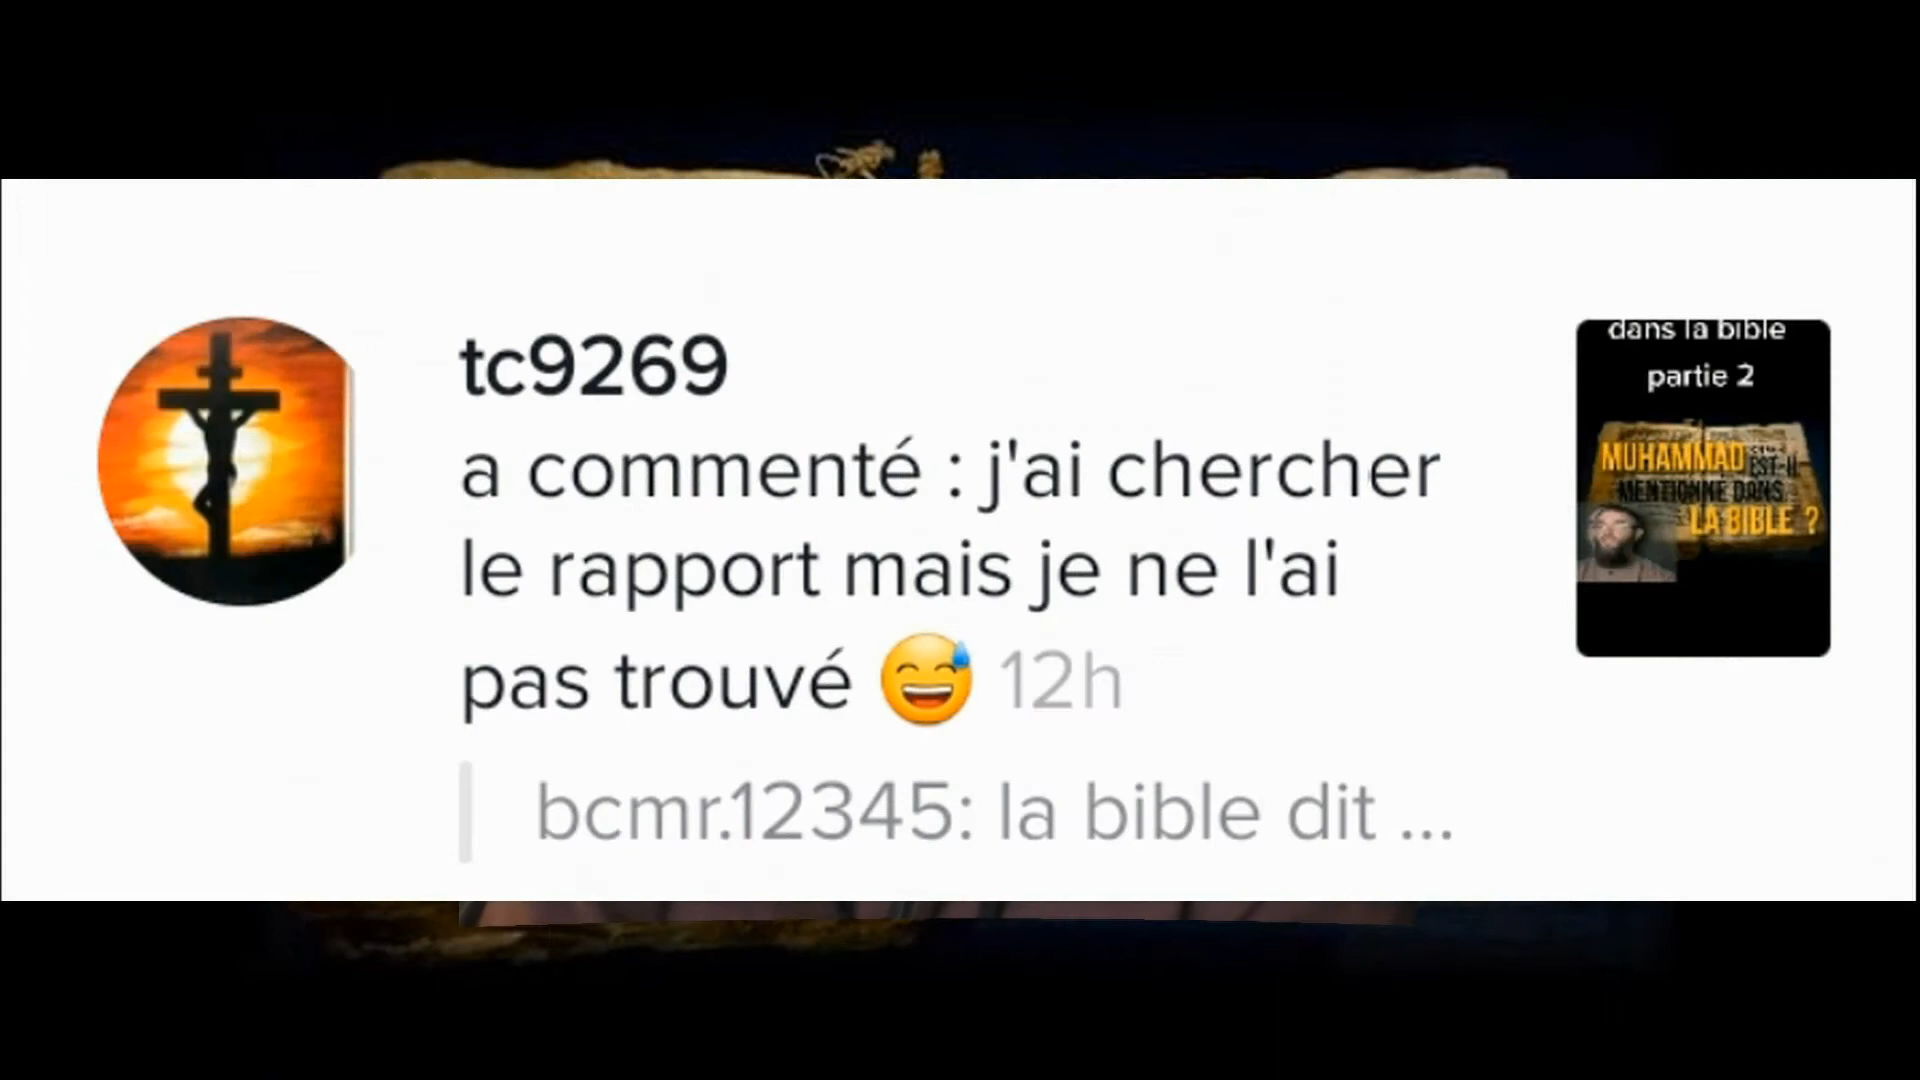 tc9269
a commenté : j'ai chercher
le rapport mais je ne l'ai
pas trouvé 😅 12h
bcmr.12345: la bible dit ...
dans la bible
partie 2
MUHAMMAD EST-IL
MENTIONNÉ DANS
LA BIBLE ?